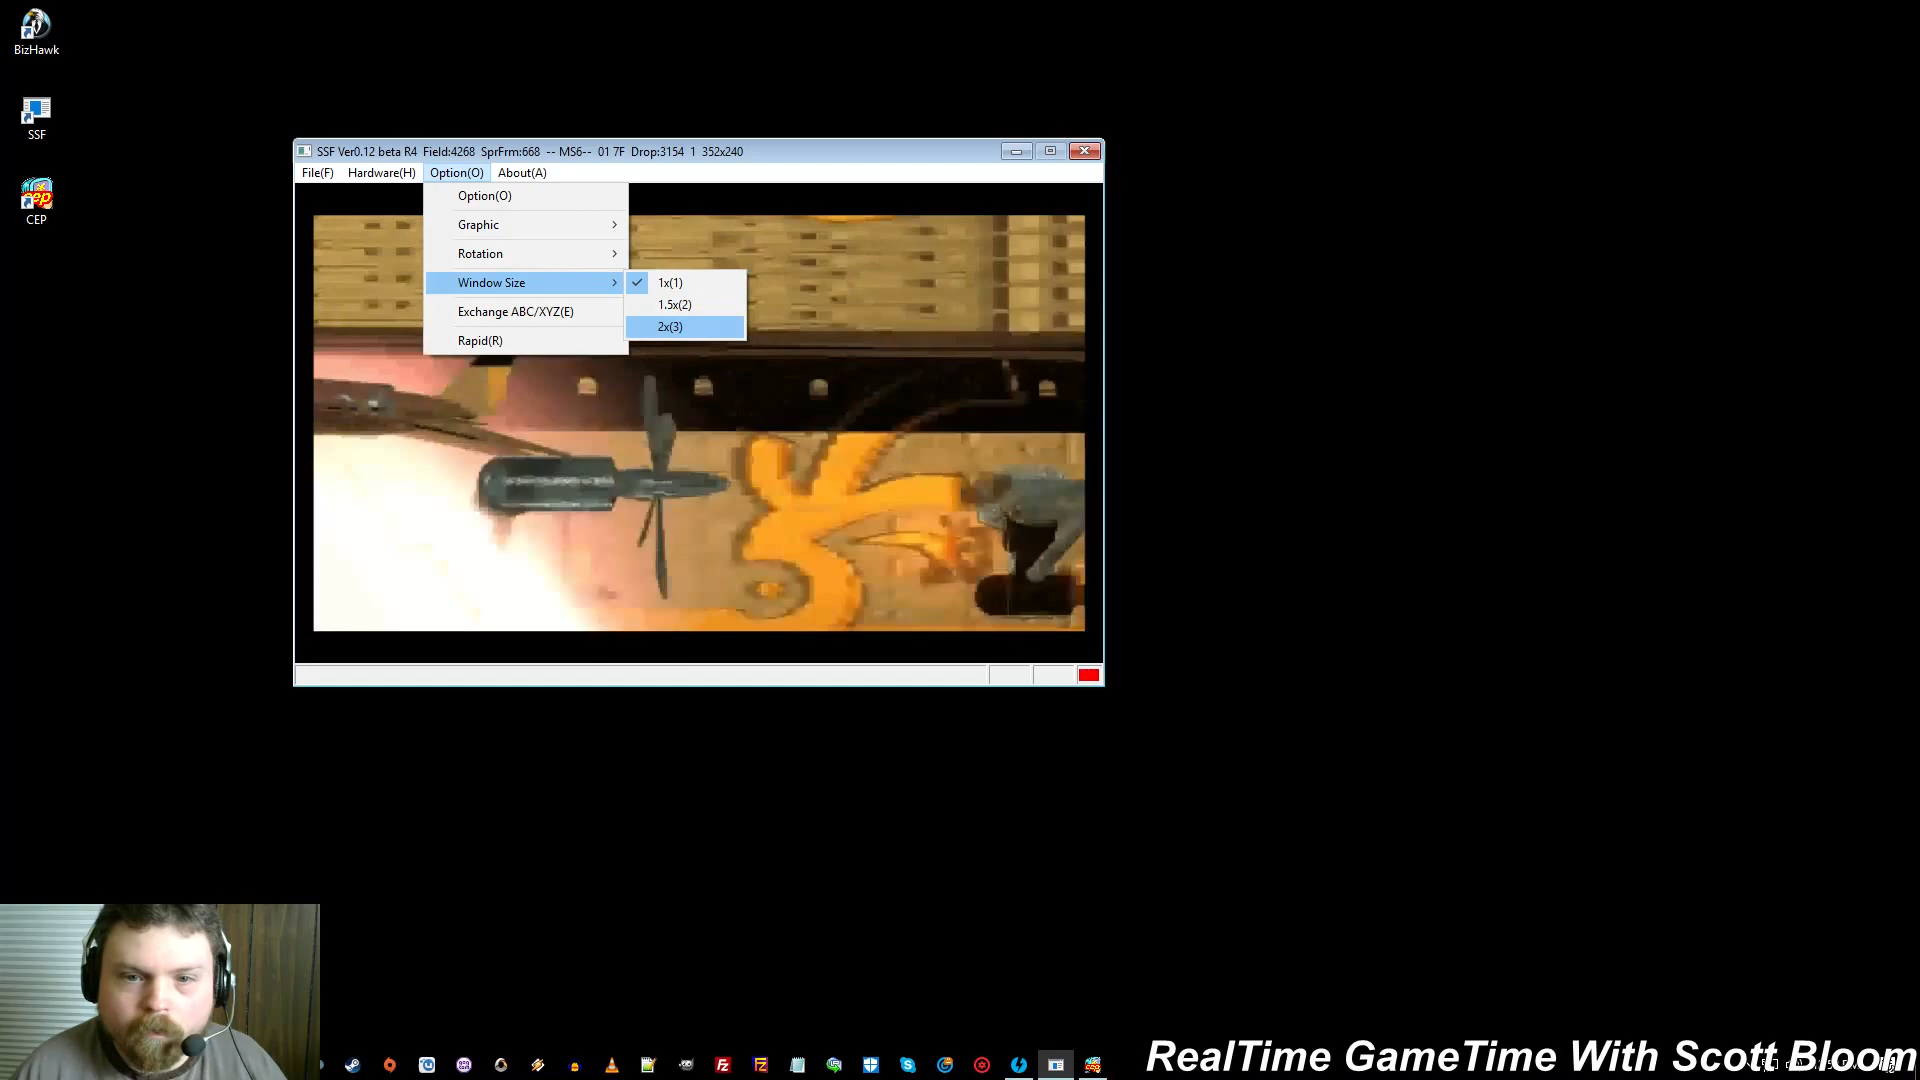 BizHawk
SSF
CEP
SSF Ver0.12 beta R4 Field:4268 SprFrm:668 -- MS6-- 01 7F Drop:3154 1 352x240
File(F) Hardware(H) Option(O) About(A)
Option(O)
Graphic
Rotation
Window Size
Exchange ABC/XYZ(E)
Rapid(R)
1x(1)
1.5x(2)
2x(3)
RealTime GameTime With Scott Bloom